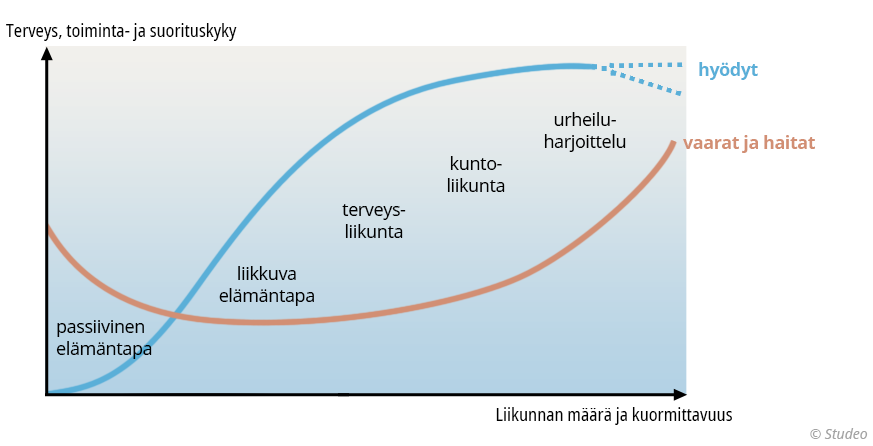 Terveys, toiminta- ja suorituskyky
hyödyt
urheilu-
harjoittelu
vaarat ja haitat
kunto-
liikunta
terveys-
liikunta
liikkuva
elämäntapa
passiivinen
elämäntapa
Liikunnan määrä ja kuormittavuus
© Studeo